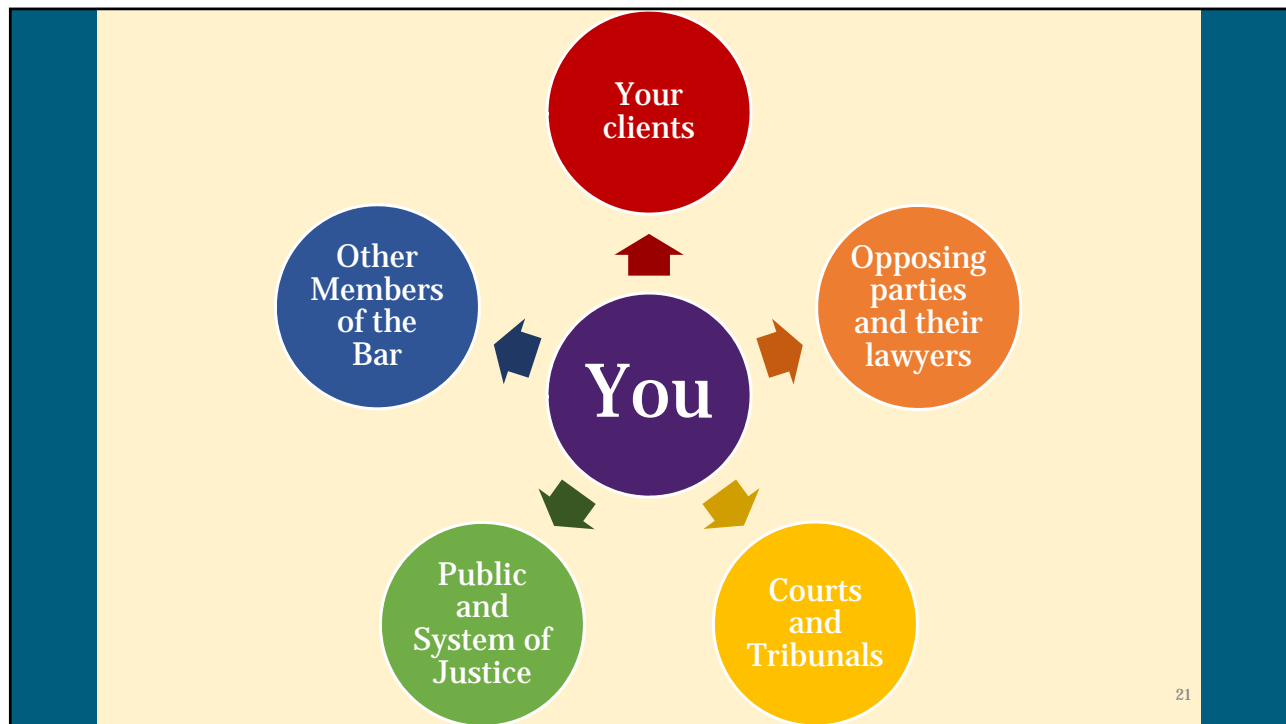 Your
clients
Other
Members
of the
Bar
Opposing
parties
and their
lawyers
You
Public
and
System of
Justice
Courts
and
Tribunals
21